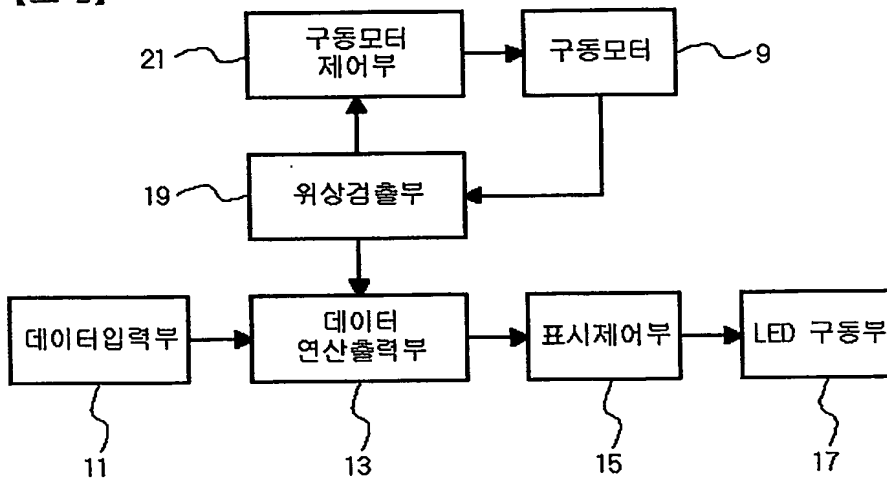 21
구동모터
제어부
구동모터
9
19
위상검출부
데이터입력부
데이터
연산출력부
표시제어부
LED 구동부
11
13
15
17